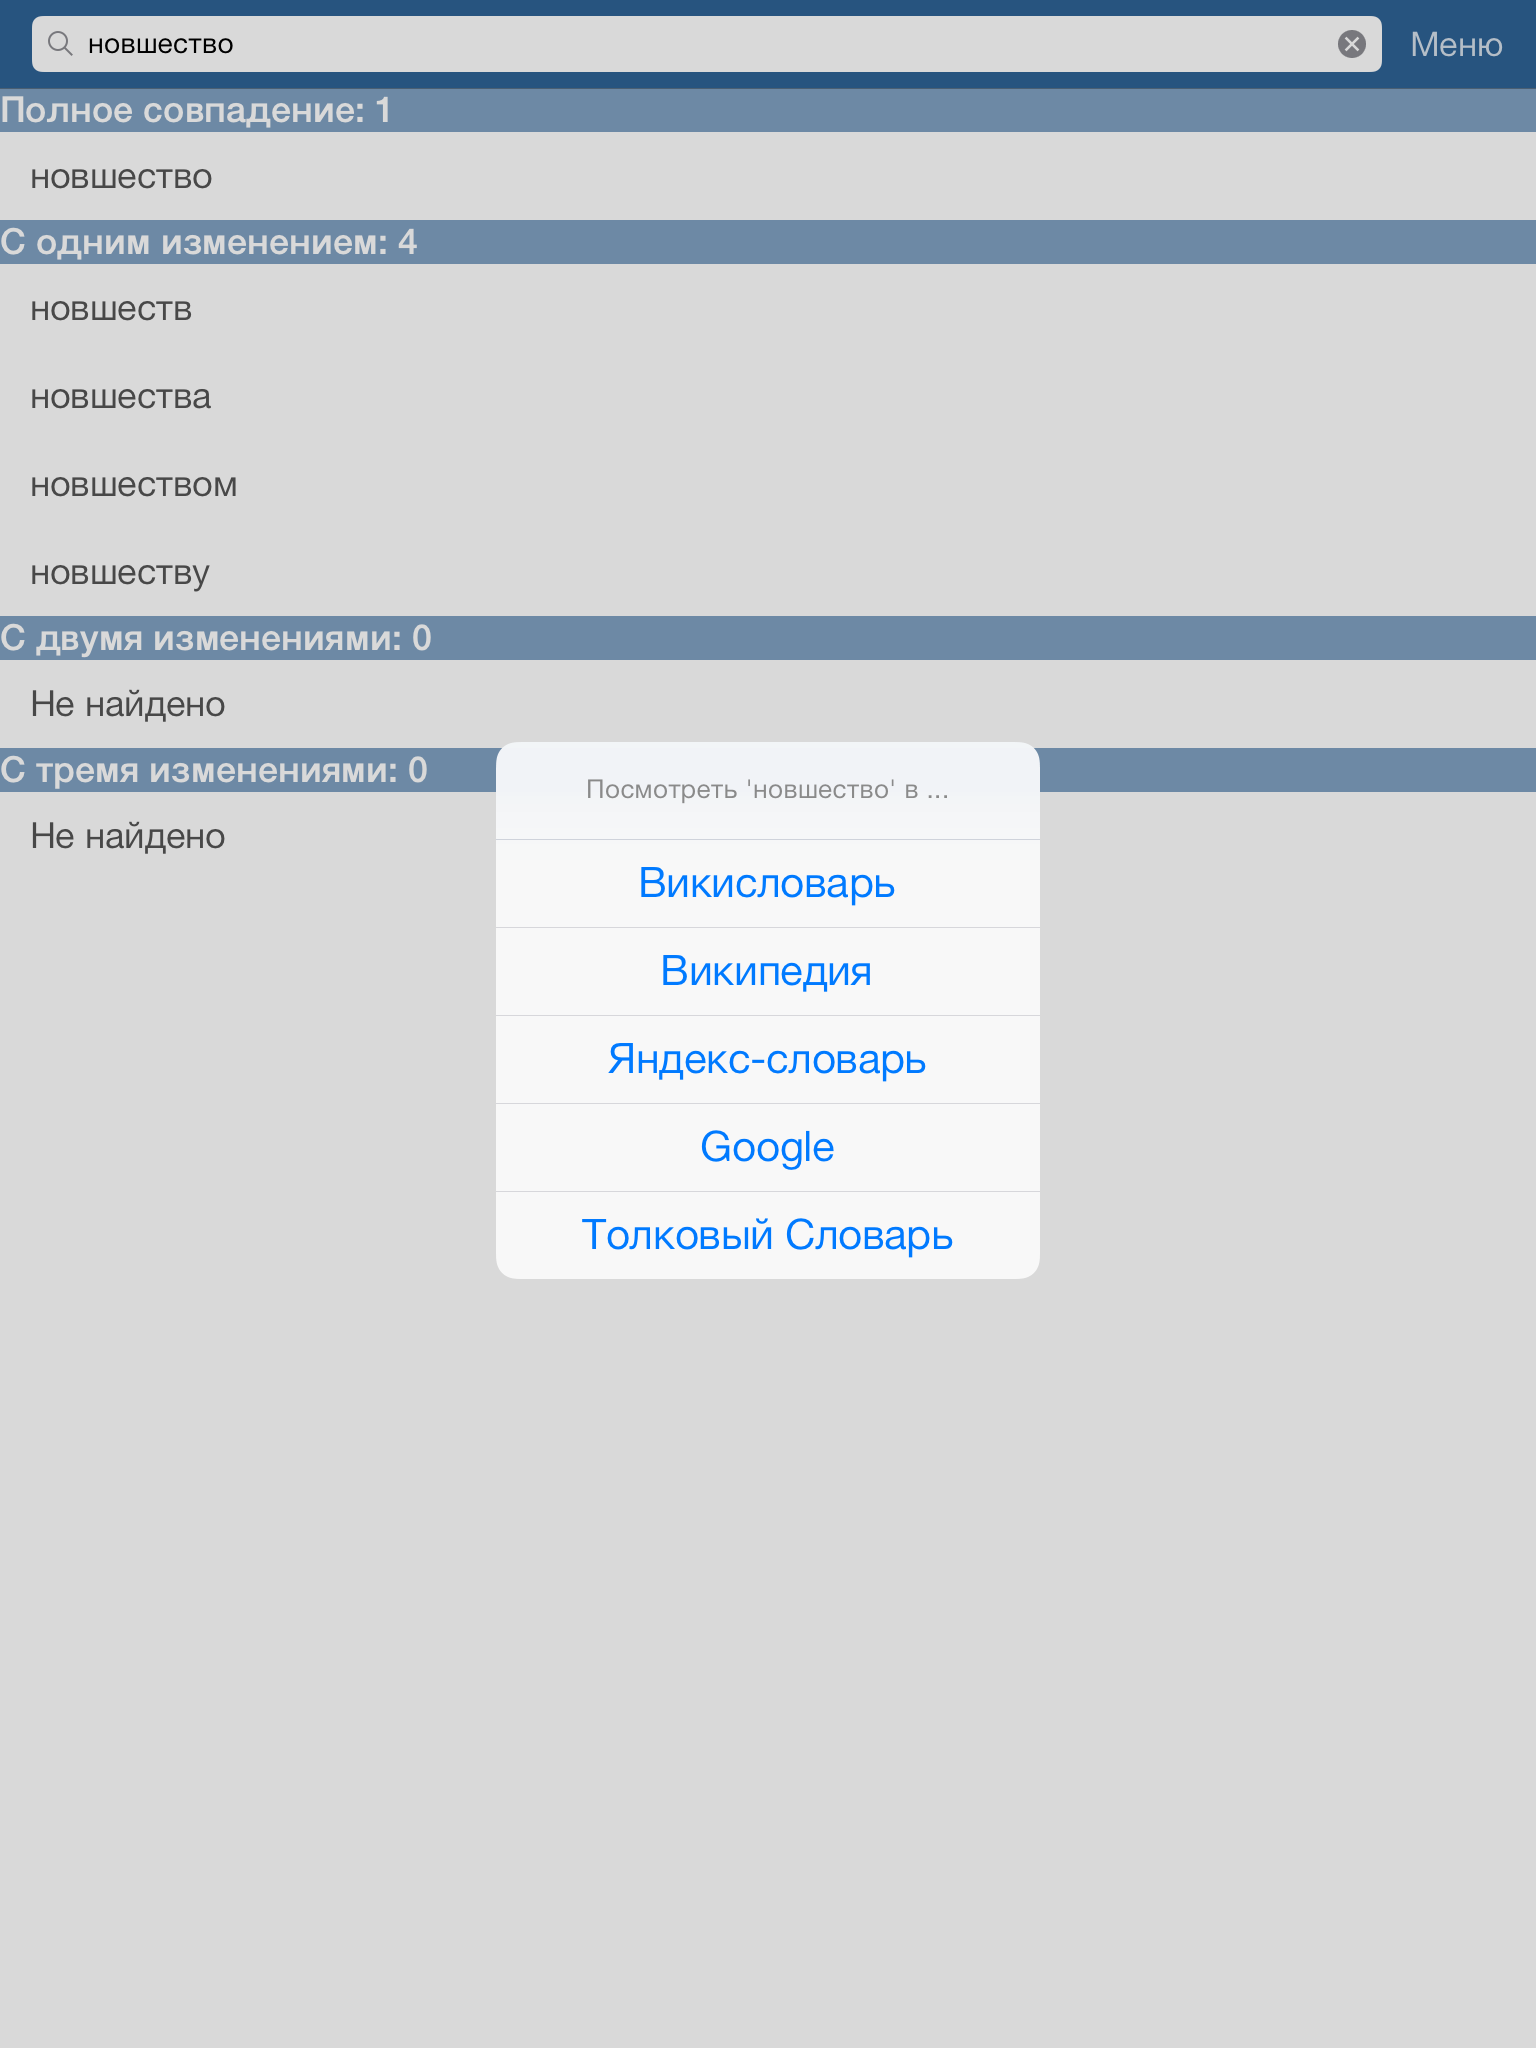 новшество
Меню
Полное совпадение: 1
новшество
С одним изменением: 4
новшеств
новшества
новшеством
новшеству
С двумя изменениями: 0
Не найдено
С тремя изменениями: 0
Не найдено
Посмотреть 'новшество' в ...
Викисловарь
Википедия
Яндекс-словарь
Google
Толковый Словарь